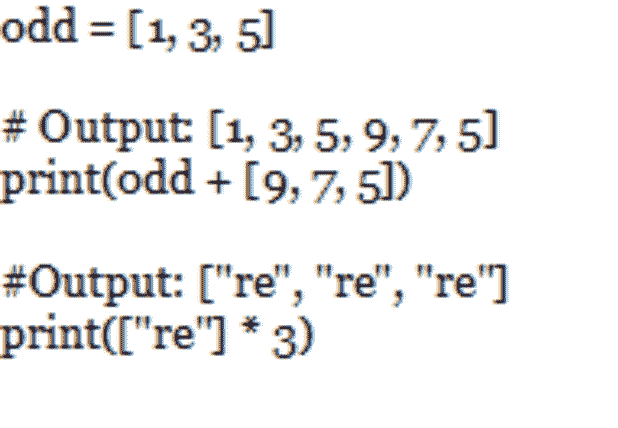 odd = [1, 3, 5]
# Output: [1, 3, 5, 9, 7, 5]
print(odd + [9, 7, 5])
#Output: ["re", "re", "re"]
print(["re"] * 3)